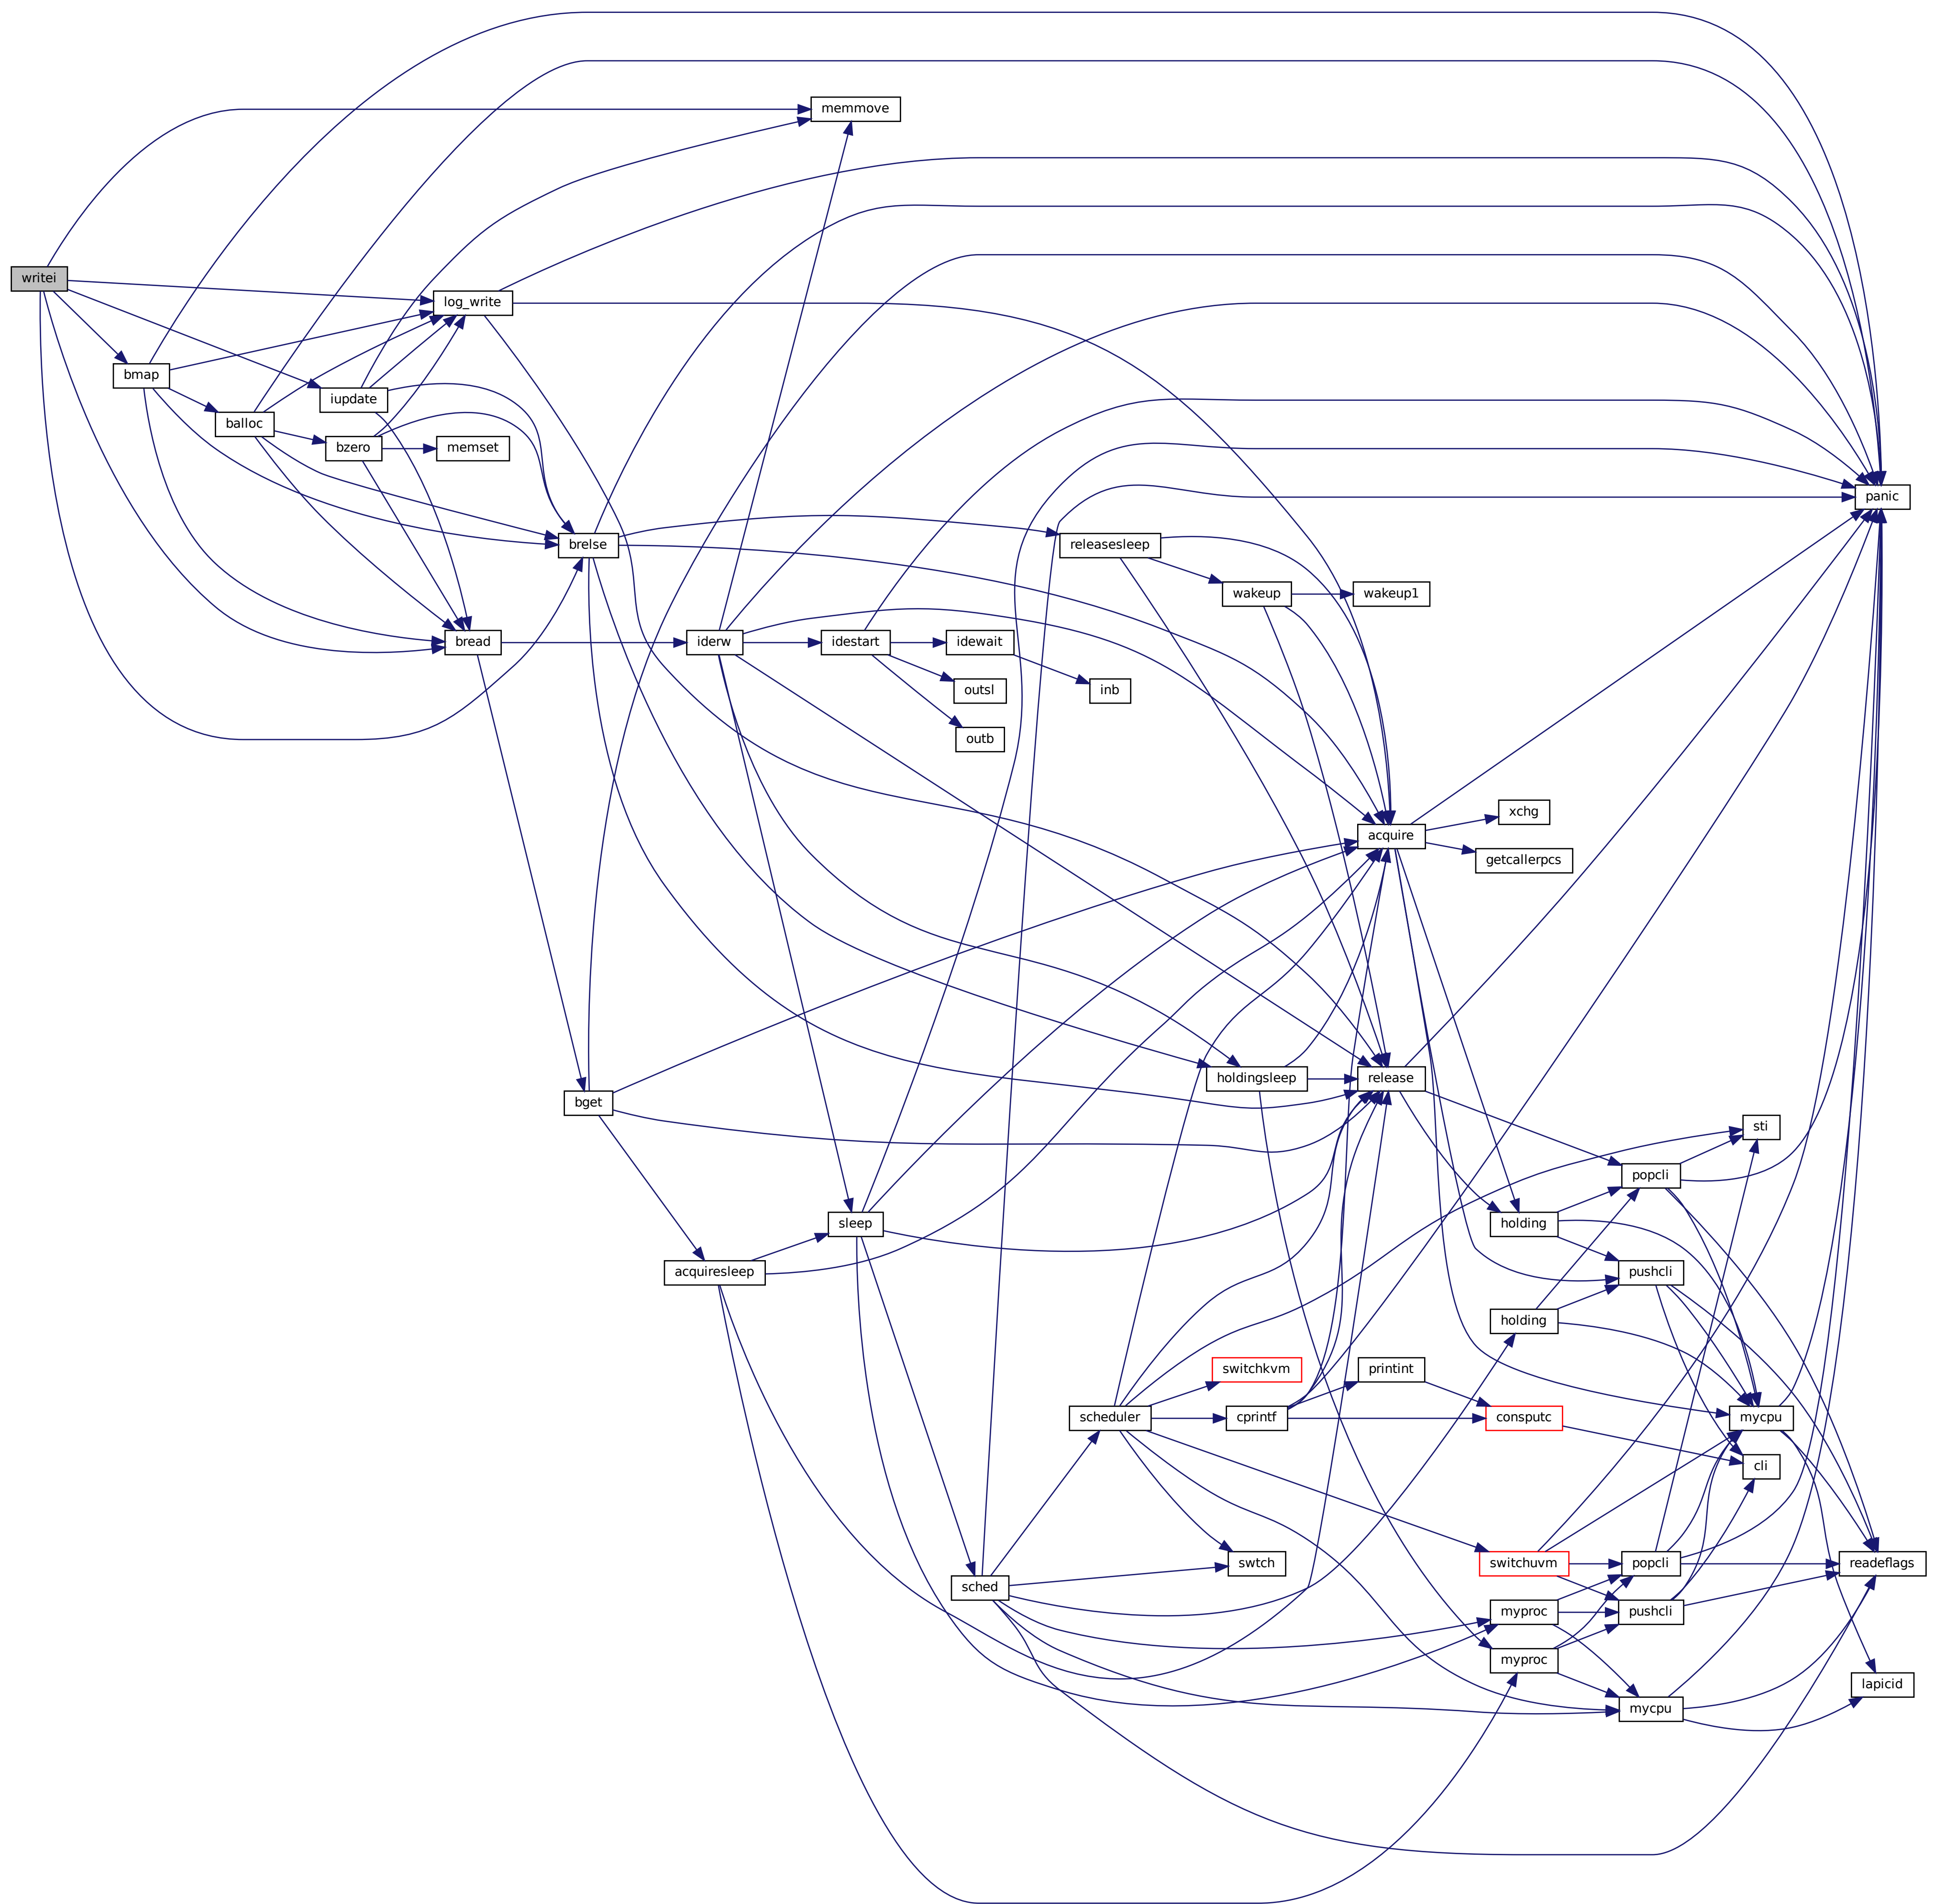 memmove
writei
log_write
bmap
iupdate
balloc
bzero
memset
panic
brelse
releasesleep
wakeup
wakeup1
bread
iderw
idestart
idewait
outsl
inb
outb
xchg
acquire
getcallerpcs
holdingsleep
release
bget
sti
popcli
sleep
holding
acquiresleep
pushcli
holding
switchkvm
printint
scheduler
cprintf
consputc
mycpu
cli
swtch
switchuvm
popcli
readeflags
sched
myproc
pushcli
myproc
lapicid
mycpu